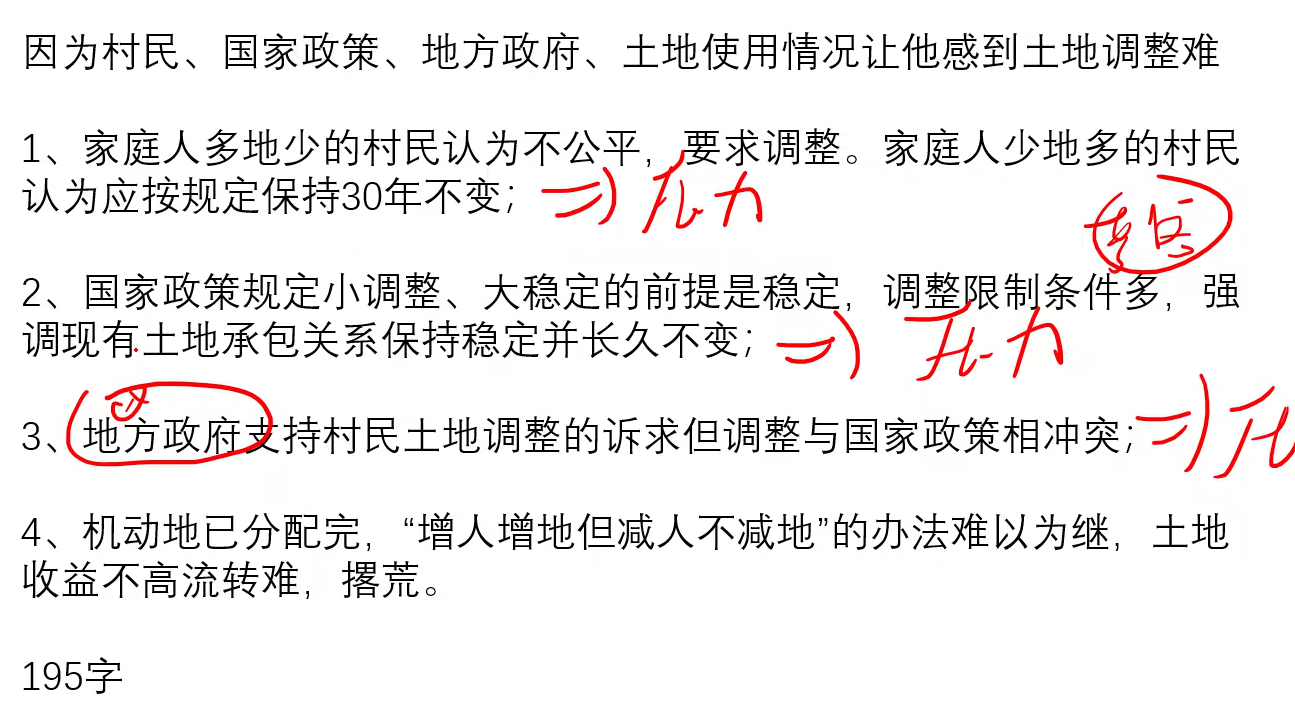 因为村民、国家政策、地方政府、土地使用情况让他感到土地调整难
1、家庭人多地少的村民认为不公平，要求调整。家庭人少地多的村民
认为应按规定保持30年不变；
压力
2、国家政策规定小调整、大稳定的前提是稳定，调整限制条件多，强
调现有土地承包关系保持稳定并长久不变；
压力
3、地方政府支持村民土地调整的诉求但调整与国家政策相冲突；
压
4、机动地已分配完，“增人增地但减人不减地”的办法难以为继，土地
收益不高流转难，撂荒。
195字